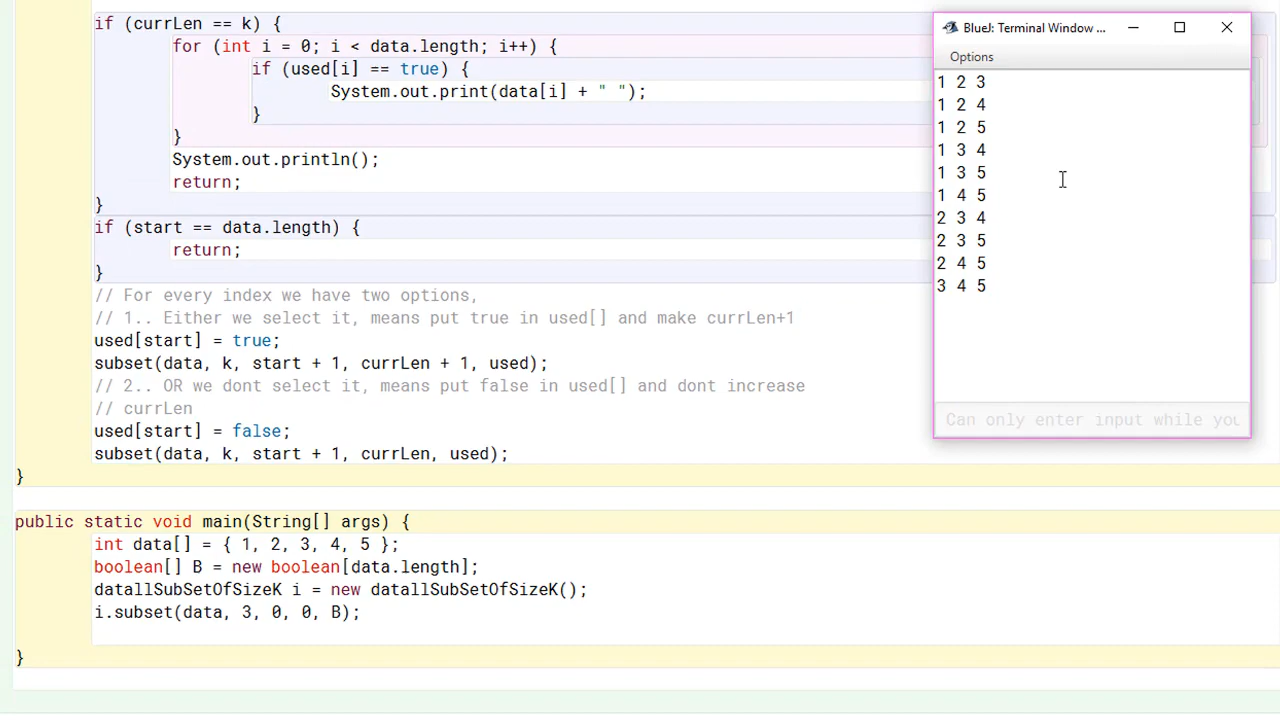 if (currLen == k) {
for (int i = 0; i < data.length; i++) {
if (used[i] == true) {
System.out.print(data[i] + " ");
}
}
System.out.println();
return;
}
if (start == data.length) {
return;
}
// For every index we have two options,
// 1.. Either we select it, means put true in used[] and make currLen+1
used[start] = true;
subset(data, k, start + 1, currLen + 1, used);
// 2.. OR we dont select it, means put false in used[] and dont increase
// currLen
used[start] = false;
subset(data, k, start + 1, currLen, used);
}
public static void main(String[] args) {
int data[] = { 1, 2, 3, 4, 5 };
boolean[] B = new boolean[data.length];
datallSubSetOfSizeK i = new datallSubSetOfSizeK();
i.subset(data, 3, 0, 0, B);
}
BlueJ: Terminal Window ...
Options
1 2 3
1 2 4
1 2 5
1 3 4
1 3 5
1 4 5
2 3 4
2 3 5
2 4 5
3 4 5
Can only enter input while you